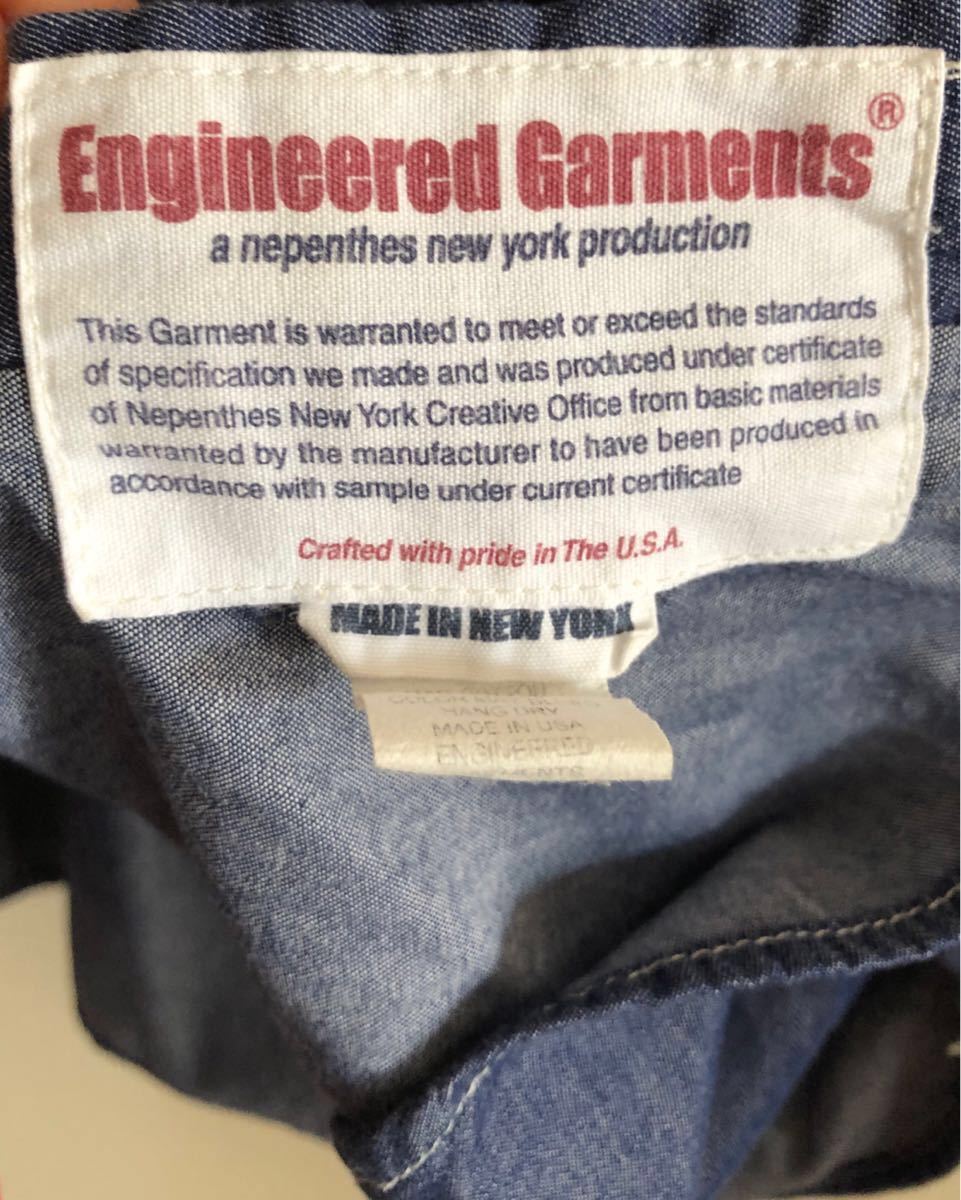 Engineered Garments®
a nepenthes new york production
This Garment is warranted to meet or exceed the standards
of specification we made and was produced under certificate
of Nepenthes New York Creative Office from basic materials
warranted by the manufacturer to have been produced in
accordance with sample under current certificate
Crafted with pride in The U.S.A.
MADE IN NEW YORK
HANG DRY
MADE IN USA
ENGINEERED